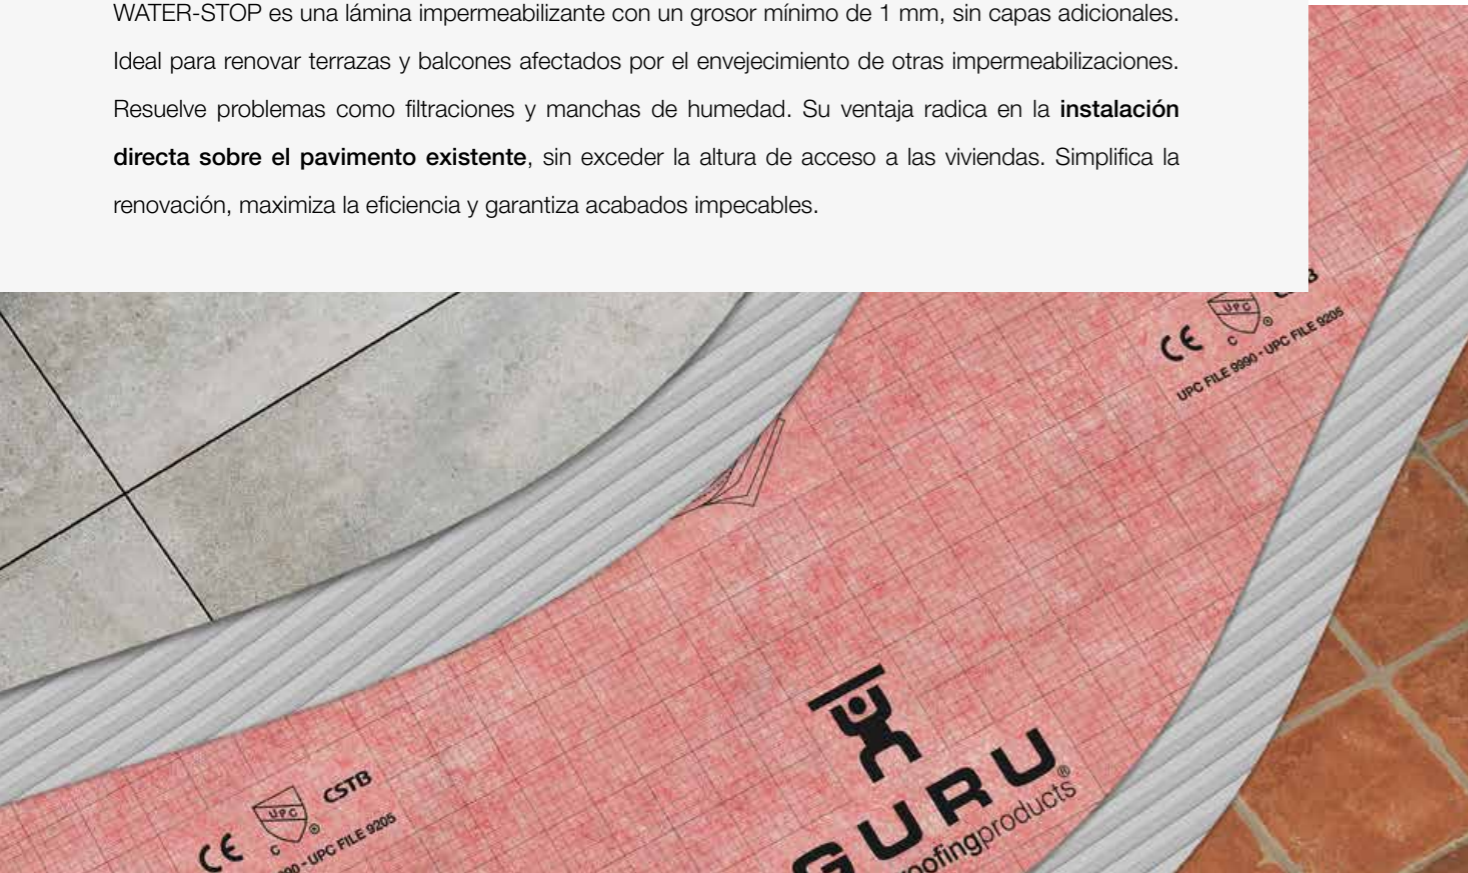 WATER-STOP es una lámina impermeabilizante con un grosor mínimo de 1 mm, sin capas adicionales.
Ideal para renovar terrazas y balcones afectados por el envejecimiento de otras impermeabilizaciones.
Resuelve problemas como filtraciones y manchas de humedad. Su ventaja radica en la instalación
directa sobre el pavimento existente, sin exceder la altura de acceso a las viviendas. Simplifica la
renovación, maximiza la eficiencia y garantiza acabados impecables.
CE UPC C ®
UPC FILE 9990 - UPC FILE 9205
GURU®
CE UPC C ® CSTB
UPC FILE 9205